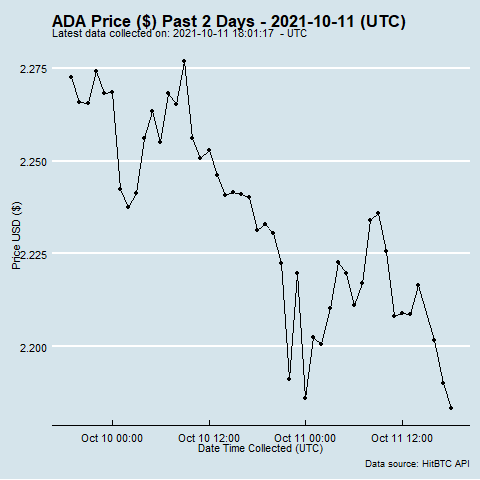 ADA Price ($) Past 2 Days - 2021-10-11 (UTC)
Latest data collected on: 2021-10-11 18:01:17  - UTC
2.275
2.250
2.225
2.200
Price USD ($)
Oct 10 00:00
Oct 10 12:00
Oct 11 00:00
Oct 11 12:00
Date Time Collected (UTC)
Data source: HitBTC API